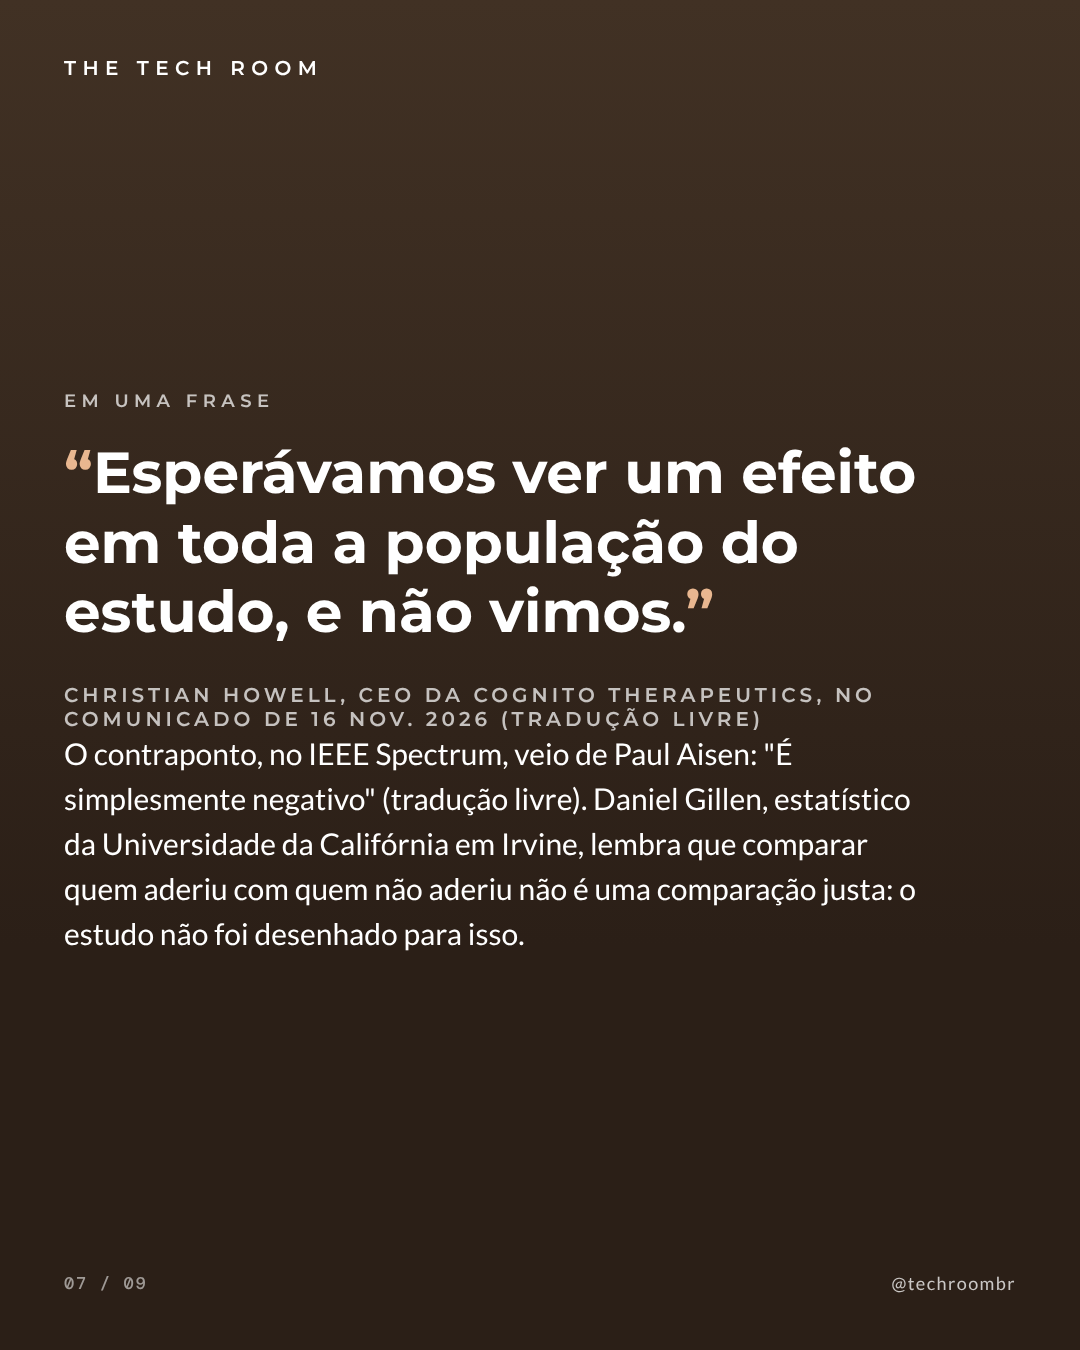 THE TECH ROOM
EM UMA FRASE
“Esperávamos ver um efeito
em toda a população do
estudo, e não vimos.”
CHRISTIAN HOWELL, CEO DA COGNITO THERAPEUTICS, NO
COMUNICADO DE 16 NOV. 2026 (TRADUÇÃO LIVRE)
O contraponto, no IEEE Spectrum, veio de Paul Aisen: "É
simplesmente negativo" (tradução livre). Daniel Gillen, estatístico
da Universidade da Califórnia em Irvine, lembra que comparar
quem aderiu com quem não aderiu não é uma comparação justa: o
estudo não foi desenhado para isso.
07 / 09
@techroombr